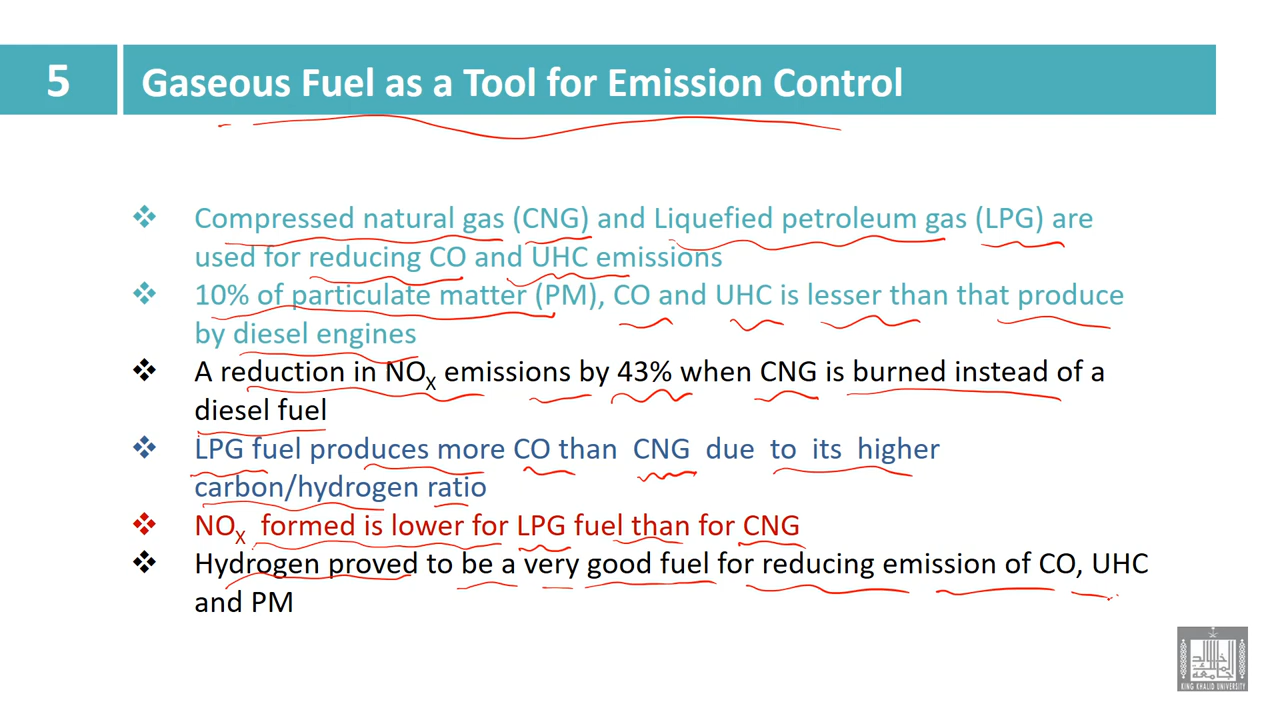 5
Gaseous Fuel as a Tool for Emission Control
❖ Compressed natural gas (CNG) and Liquefied petroleum gas (LPG) are
used for reducing CO and UHC emissions
❖ 10% of particulate matter (PM), CO and UHC is lesser than that produce
by diesel engines
❖ A reduction in NOX emissions by 43% when CNG is burned instead of a
diesel fuel
❖ LPG fuel produces more CO than CNG due to its higher
carbon/hydrogen ratio
❖ NOX formed is lower for LPG fuel than for CNG
❖ Hydrogen proved to be a very good fuel for reducing emission of CO, UHC
and PM
KING KHALID UNIVERSITY